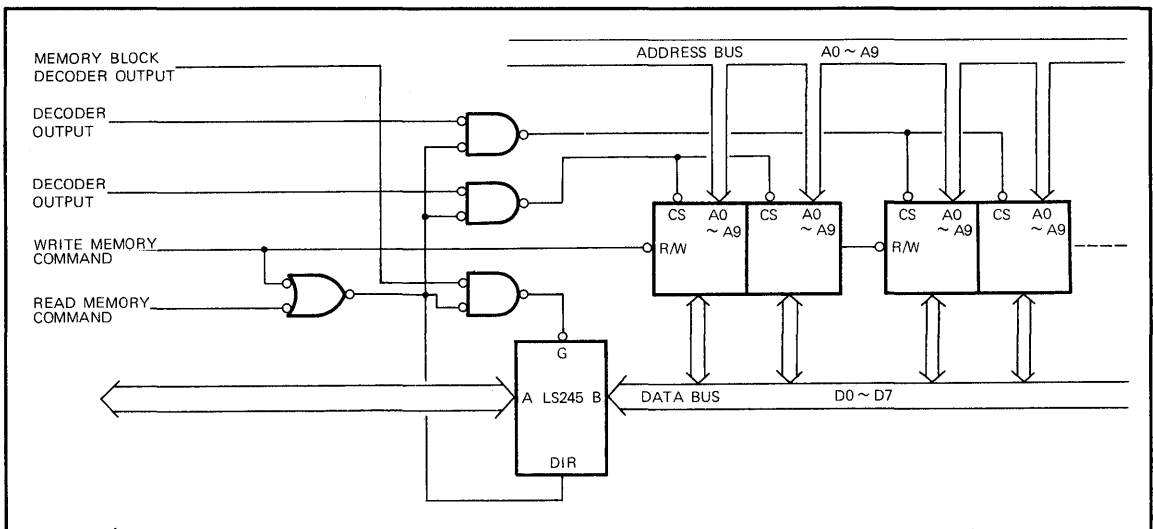 ADDRESS BUS A0 ~ A9
MEMORY BLOCK
DECODER OUTPUT
DECODER
OUTPUT
DECODER
OUTPUT
CS A0 ~ A9
CS A0 ~ A9
CS A0 ~ A9
CS A0 ~ A9
WRITE MEMORY
COMMAND
R/W
R/W
READ MEMORY
COMMAND
G
A LS245 B
DATA BUS D0 ~ D7
DIR